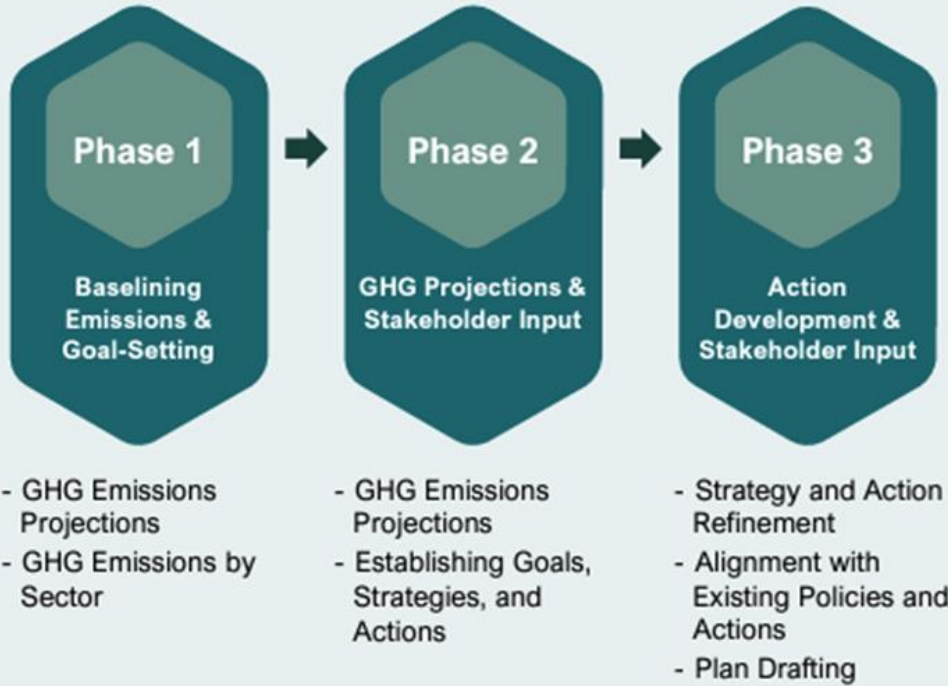 Phase 1
Baselining
Emissions &
Goal-Setting
- GHG Emissions
Projections
- GHG Emissions by
Sector
Phase 2
GHG Projections &
Stakeholder Input
- GHG Emissions
Projections
- Establishing Goals,
Strategies, and
Actions
Phase 3
Action
Development &
Stakeholder Input
- Strategy and Action
Refinement
- Alignment with
Existing Policies and
Actions
- Plan Drafting